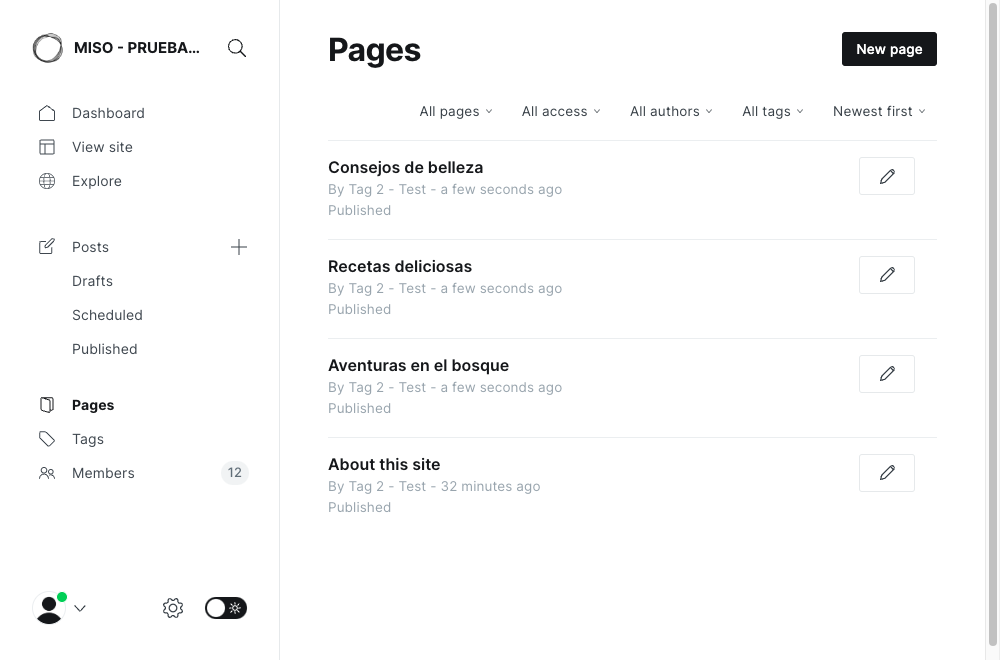 MISO - PRUEBA...
Dashboard
View site
Explore
Posts
Drafts
Scheduled
Published
Pages
Tags
Members
12
Pages
New page
All pages
All access
All authors
All tags
Newest first
Consejos de belleza
By Tag 2 - Test - a few seconds ago
Published
Recetas deliciosas
By Tag 2 - Test - a few seconds ago
Published
Aventuras en el bosque
By Tag 2 - Test - a few seconds ago
Published
About this site
By Tag 2 - Test - 32 minutes ago
Published